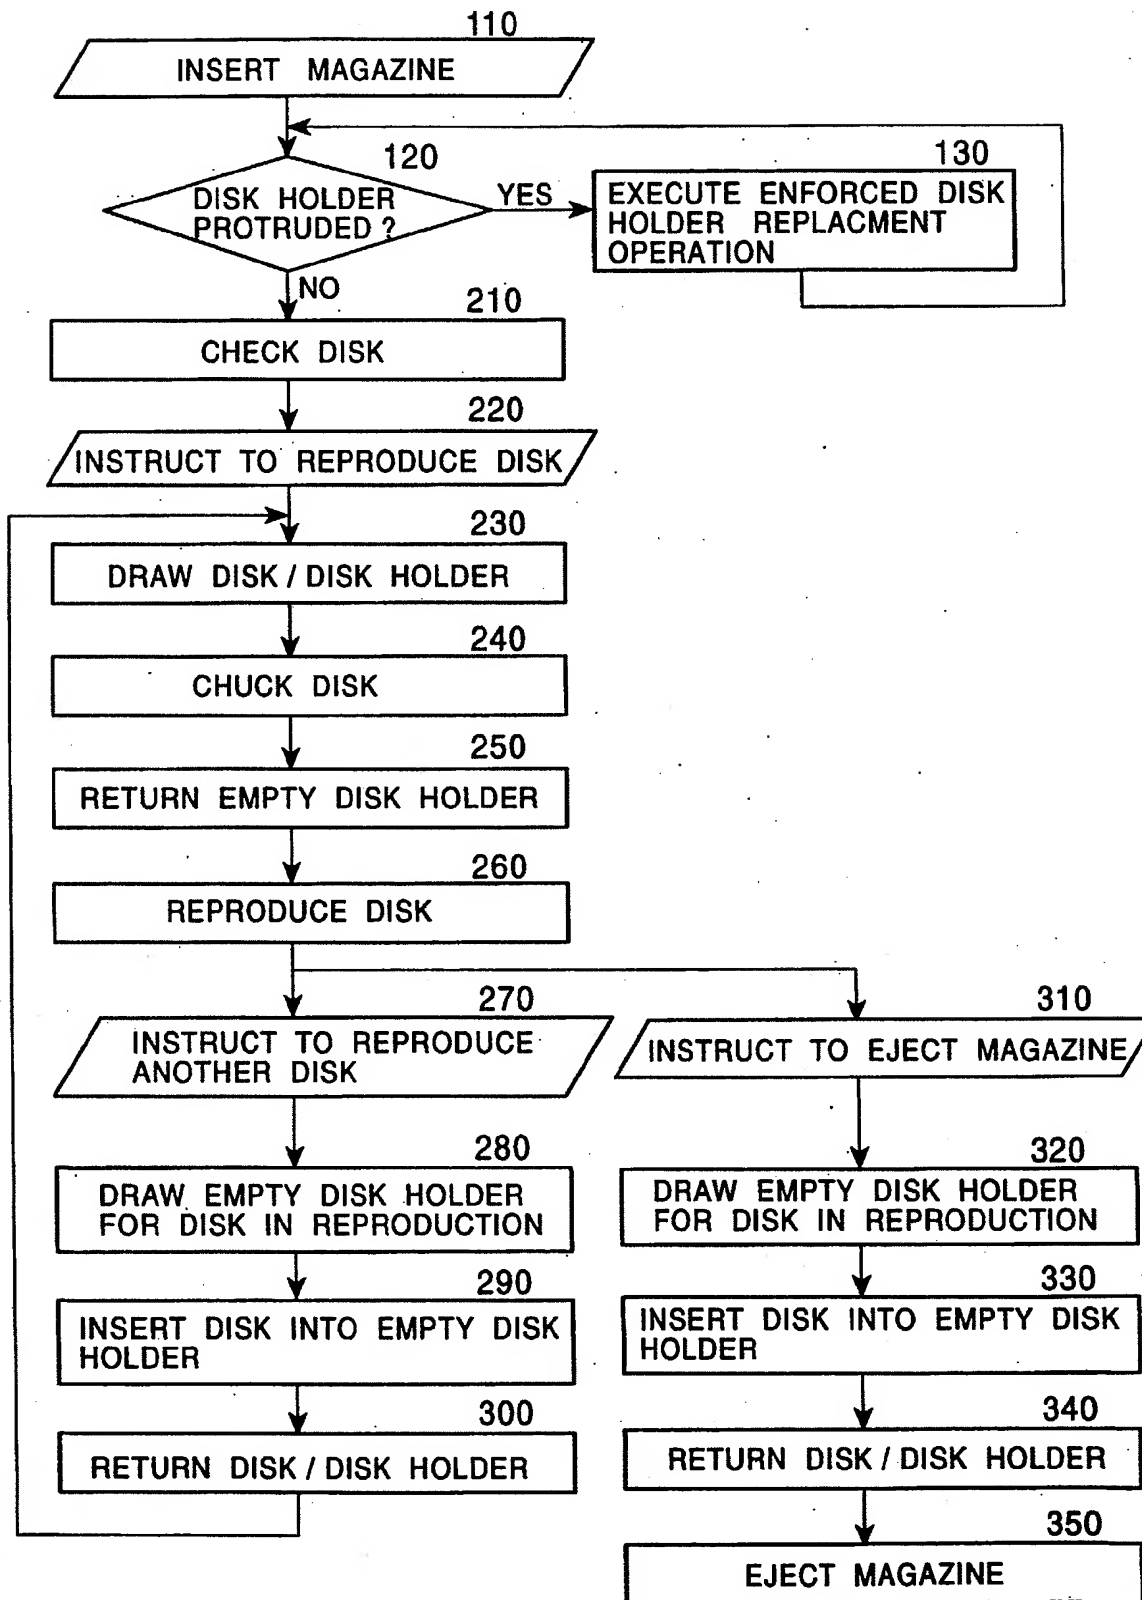 110
INSERT MAGAZINE
120
DISK HOLDER
PROTRUDED ?
YES
130
EXECUTE ENFORCED DISK
HOLDER REPLACMENT
OPERATION
NO
210
CHECK DISK
220
INSTRUCT TO REPRODUCE DISK
230
DRAW DISK / DISK HOLDER
240
CHUCK DISK
250
RETURN EMPTY DISK HOLDER
260
REPRODUCE DISK
270
INSTRUCT TO REPRODUCE
ANOTHER DISK
280
DRAW EMPTY DISK HOLDER
FOR DISK IN REPRODUCTION
290
INSERT DISK INTO EMPTY DISK
HOLDER
300
RETURN DISK / DISK HOLDER
310
INSTRUCT TO EJECT MAGAZINE
320
DRAW EMPTY DISK HOLDER
FOR DISK IN REPRODUCTION
330
INSERT DISK INTO EMPTY DISK
HOLDER
340
RETURN DISK / DISK HOLDER
350
EJECT MAGAZINE